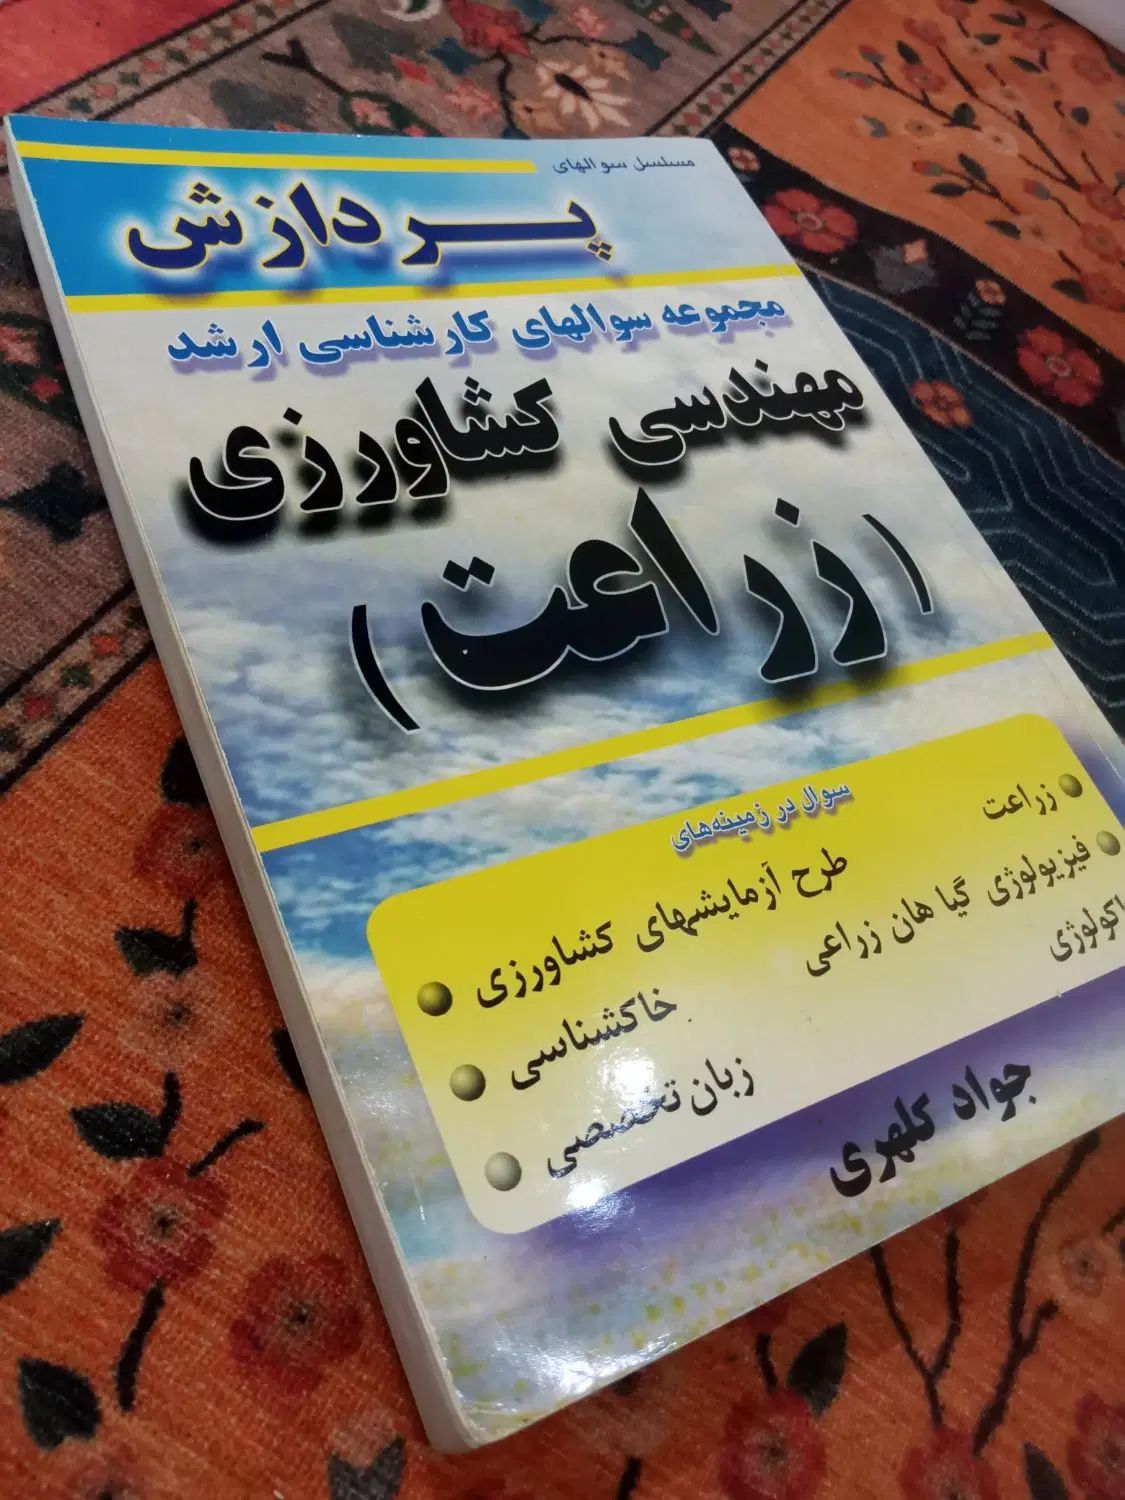 مسلسل سوالهای
پردازش
مجموعه سوالهای کارشناسی ارشد
مهندسی کشاورزی
(زراعت)
سوال در زمینه‌های
زراعت
فیزیولوژی گیاهان زراعی
اکولوژی
طرح آزمایشهای کشاورزی
خاکشناسی
زبان تخصصی
جواد کلهری